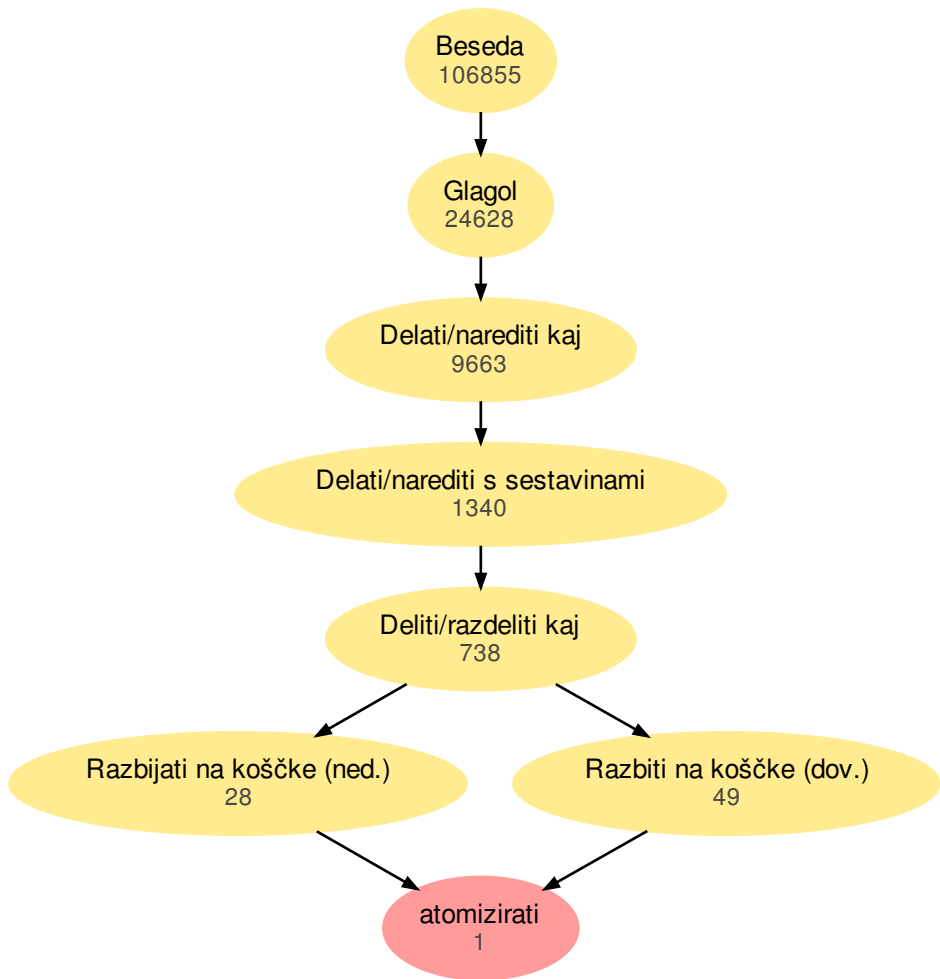 Beseda
106855
Glagol
24628
Delati/narediti kaj
9663
Delati/narediti s sestavinami
1340
Deliti/razdeliti kaj
738
Razbijati na koščke (ned.)
28
Razbiti na koščke (dov.)
49
atomizirati
1